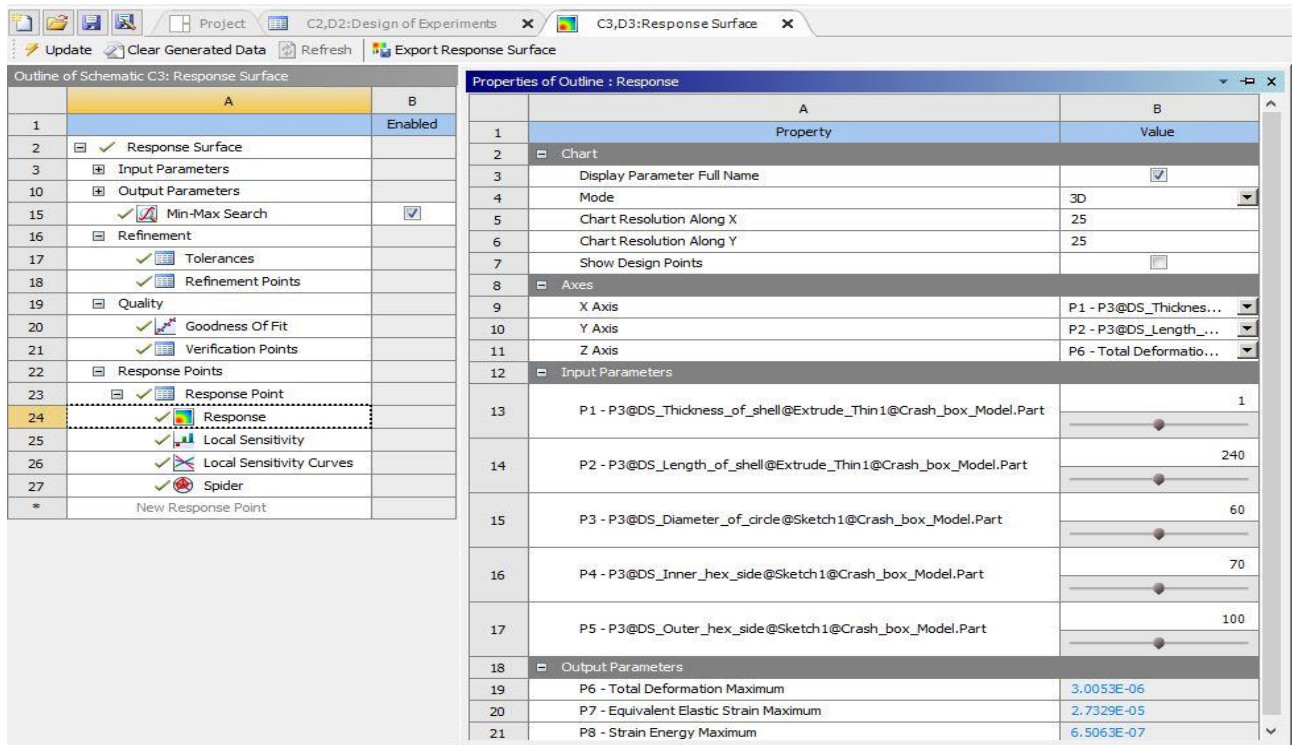 Project
C2,D2:Design of Experiments
C3,D3:Response Surface
Update Clear Generated Data Refresh Export Response Surface
Outline of Schematic C3: Response Surface
A B
1 Enabled
2 Response Surface
3 Input Parameters
10 Output Parameters
15 Min-Max Search
16 Refinement
17 Tolerances
18 Refinement Points
19 Quality
20 Goodness Of Fit
21 Verification Points
22 Response Points
23 Response Point
24 Response
25 Local Sensitivity
26 Local Sensitivity Curves
27 Spider
* New Response Point
Properties of Outline : Response
A B
1 Property Value
2 Chart
3 Display Parameter Full Name
4 Mode 3D
5 Chart Resolution Along X 25
6 Chart Resolution Along Y 25
7 Show Design Points
8 Axes
9 X Axis P1 - P3@DS_Thicknes...
10 Y Axis P2 - P3@DS_Length_...
11 Z Axis P6 - Total Deformatio...
12 Input Parameters
13 P1 - P3@DS_Thickness_of_shell@Extrude_Thin1@Crash_box_Model.Part 1
14 P2 - P3@DS_Length_of_shell@Extrude_Thin1@Crash_box_Model.Part 240
15 P3 - P3@DS_Diameter_of_circle@Sketch1@Crash_box_Model.Part 60
16 P4 - P3@DS_Inner_hex_side@Sketch1@Crash_box_Model.Part 70
17 P5 - P3@DS_Outer_hex_side@Sketch1@Crash_box_Model.Part 100
18 Output Parameters
19 P6 - Total Deformation Maximum 3.0053E-06
20 P7 - Equivalent Elastic Strain Maximum 2.7329E-05
21 P8 - Strain Energy Maximum 6.5063E-07